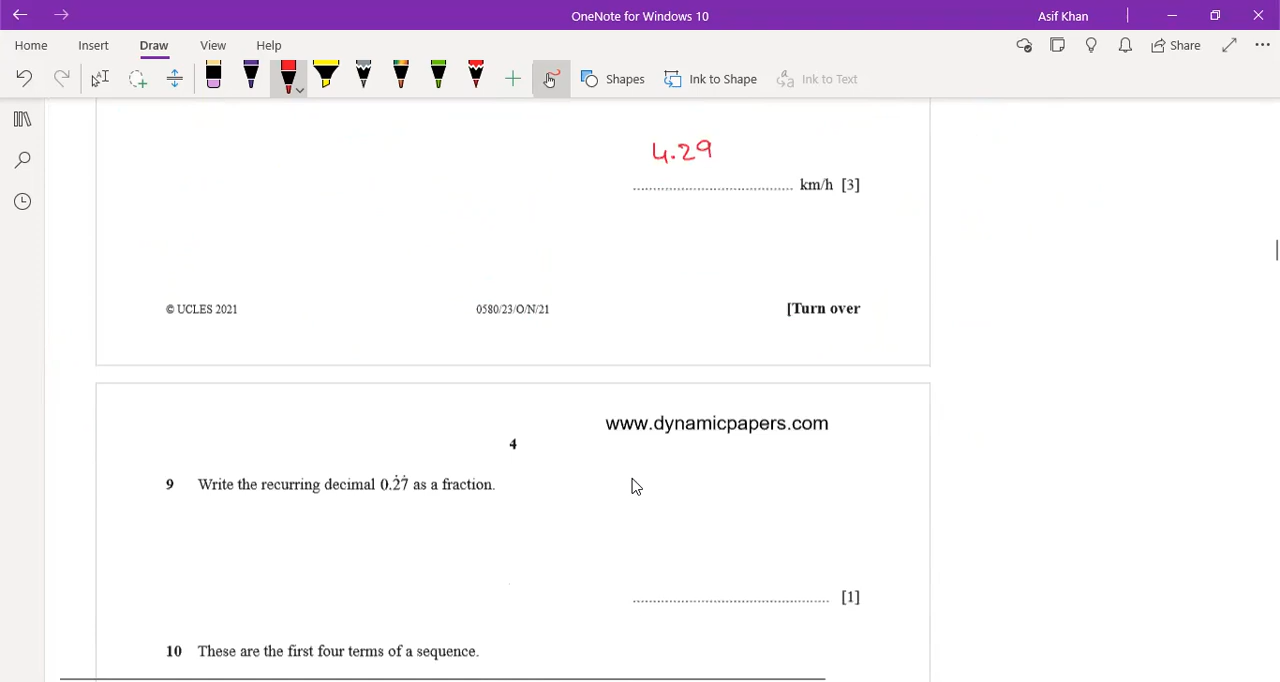 OneNote for Windows 10
Asif Khan
Home Insert Draw View Help
Share
Shapes Ink to Shape Ink to Text
4.29
........................................ km/h [3]
© UCLES 2021 0580/23/O/N/21 [Turn over
www.dynamicpapers.com
4
9 Write the recurring decimal 0.2̇7̇ as a fraction.
................................................. [1]
10 These are the first four terms of a sequence.